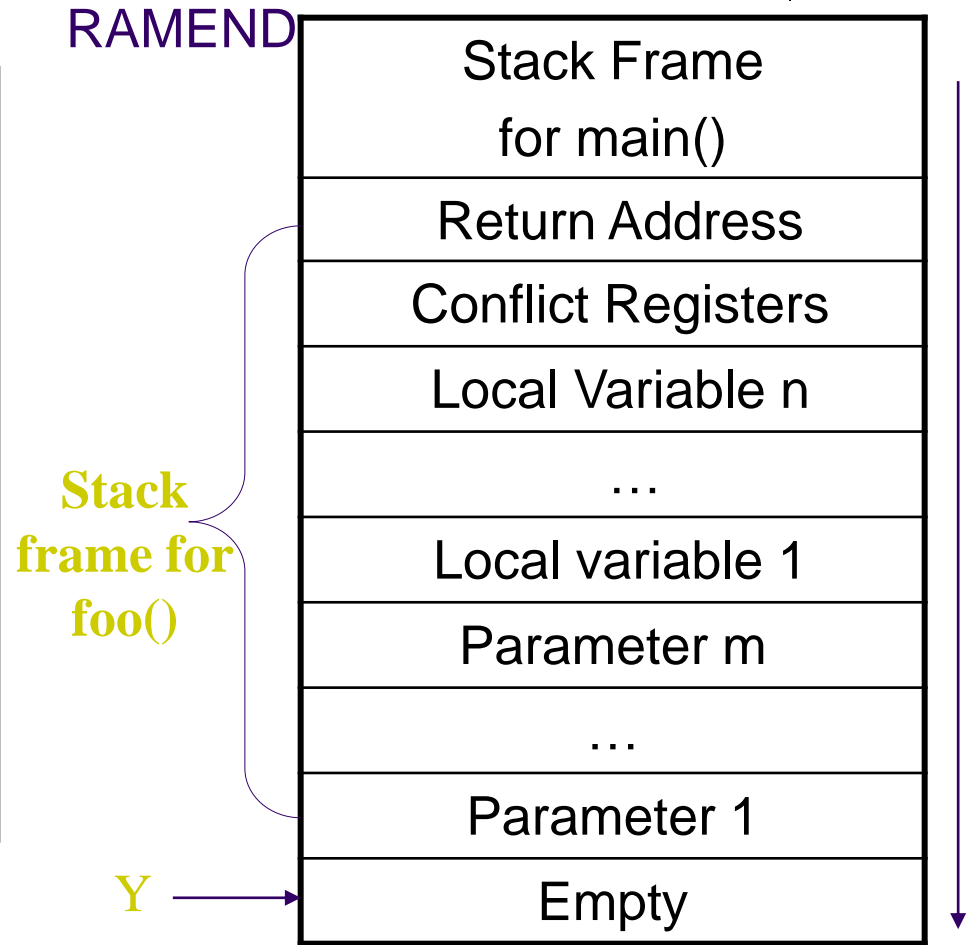 RAMEND
Stack Frame
for main()
Return Address
Conflict Registers
Local Variable n
…
Stack
frame for
foo()
Local variable 1
Parameter m
…
Parameter 1
Y
Empty